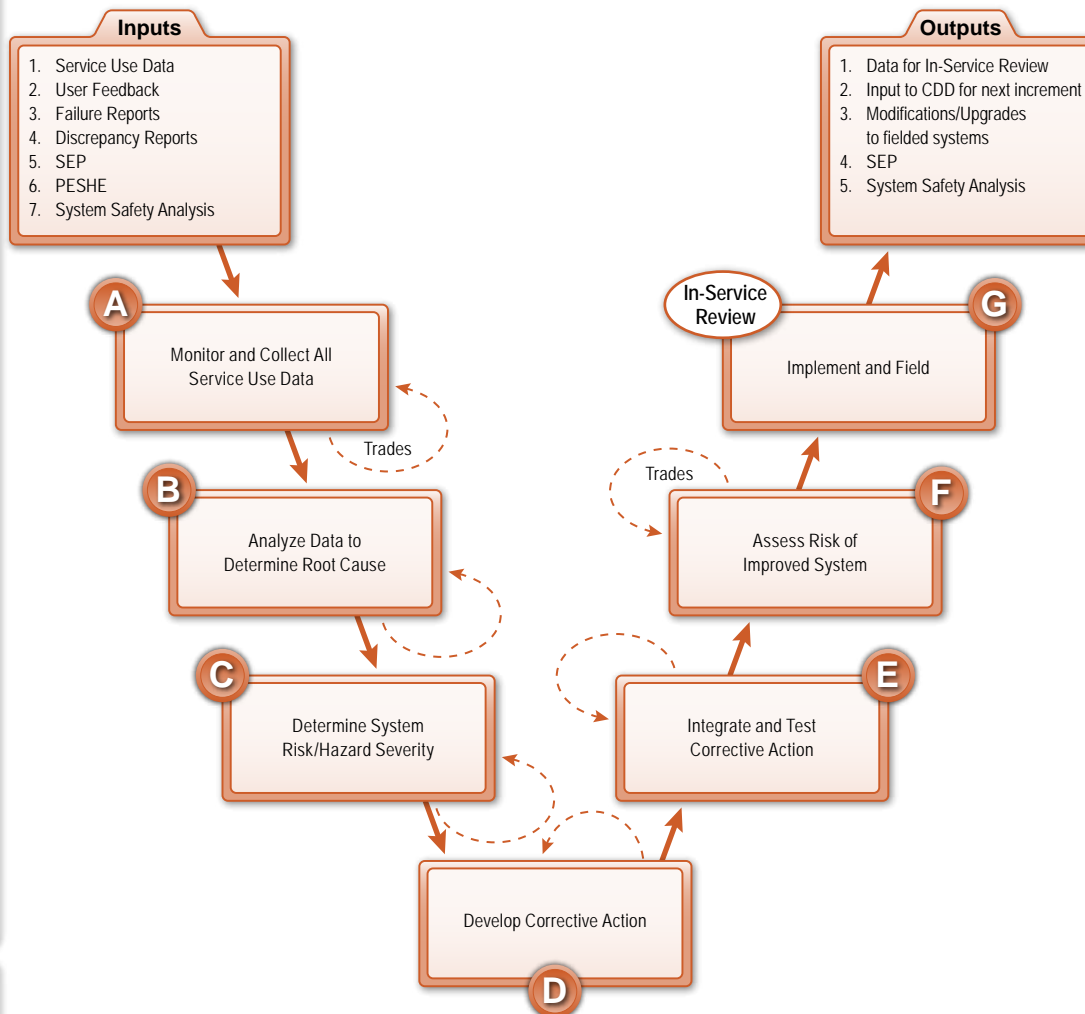 Inputs
1. Service Use Data
2. User Feedback
3. Failure Reports
4. Discrepancy Reports
5. SEP
6. PESHE
7. System Safety Analysis
Outputs
1. Data for In-Service Review
2. Input to CDD for next increment
3. Modifications/Upgrades
to fielded systems
4. SEP
5. System Safety Analysis
A
Monitor and Collect All
Service Use Data
Trades
B
Analyze Data to
Determine Root Cause
C
Determine System
Risk/Hazard Severity
Develop Corrective Action
D
E
Integrate and Test
Corrective Action
F
Assess Risk of
Improved System
Trades
In-Service
Review
G
Implement and Field